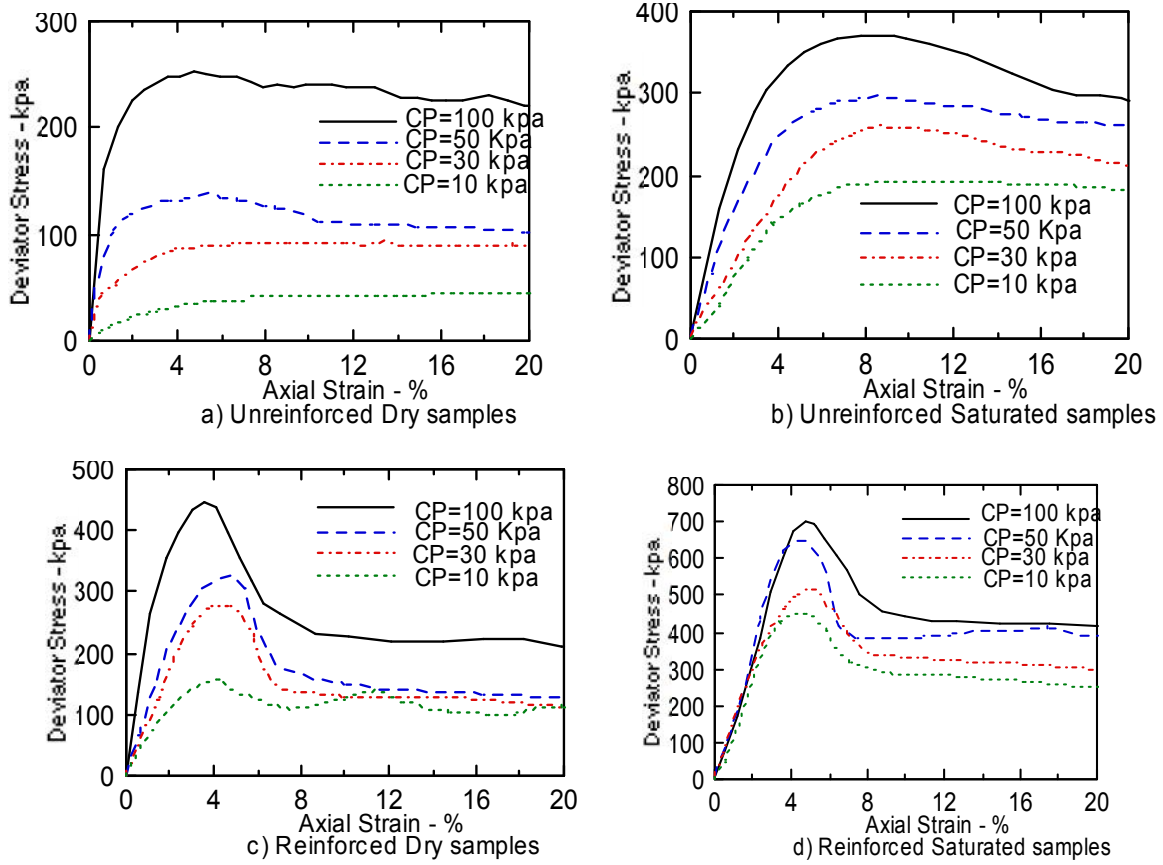 300
200
100
0
Deviator Stress - kpa.
CP=100 kpa
CP=50 Kpa
CP=30 kpa
CP=10 kpa
0 4 8 12 16 20
Axial Strain - %
a) Unreinforced Dry samples
400
300
200
100
0
Deviator Stress - kpa.
CP=100 kpa
CP=50 Kpa
CP=30 kpa
CP=10 kpa
0 4 8 12 16 20
Axial Strain - %
b) Unreinforced Saturated samples
500
400
300
200
100
0
Deviator Stress - kpa.
CP=100 kpa
CP=50 Kpa
CP=30 kpa
CP=10 kpa
0 4 8 12 16 20
Axial Strain - %
c) Reinforced Dry samples
800
700
600
500
400
300
200
100
0
Deviator Stress - kpa.
CP=100 kpa
CP=50 Kpa
CP=30 kpa
CP=10 kpa
0 4 8 12 16 20
Axial Strain - %
d) Reinforced Saturated samples